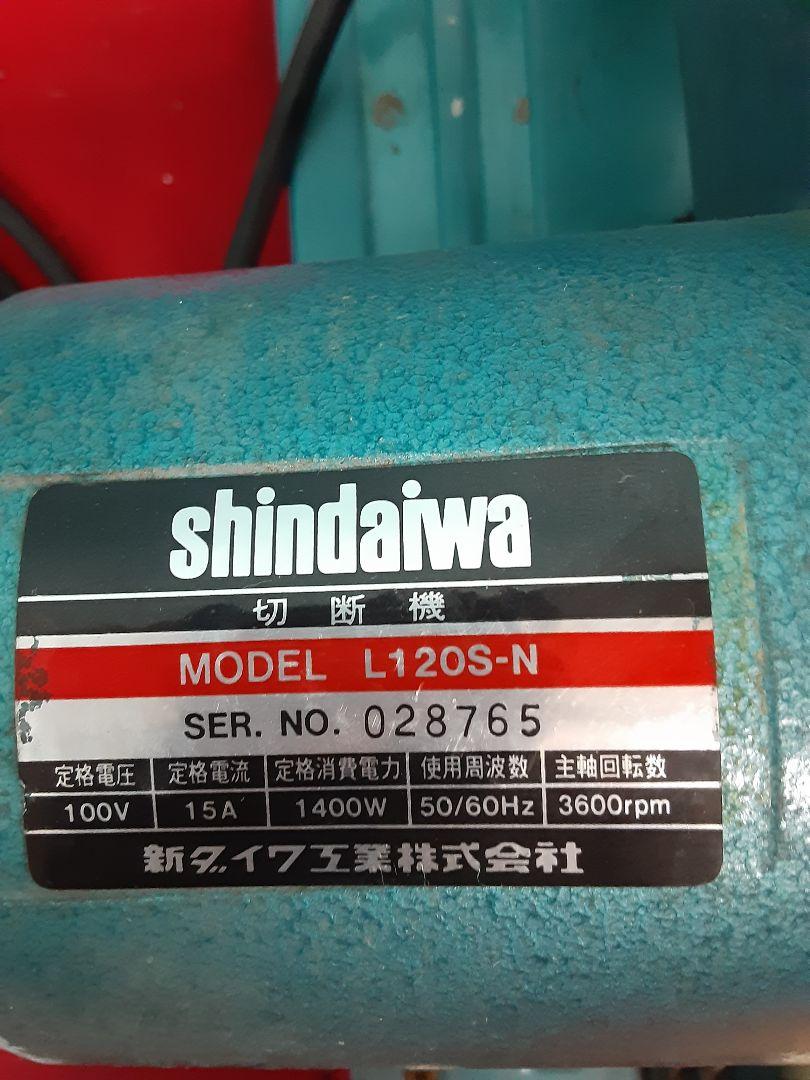 shindaiwa
切断機
MODEL L120S-N
SER. NO. 028765
定格電圧 定格電流 定格消費電力 使用周波数 主軸回転数
100V 15A 1400W 50/60Hz 3600rpm
新ダイワ工業株式会社